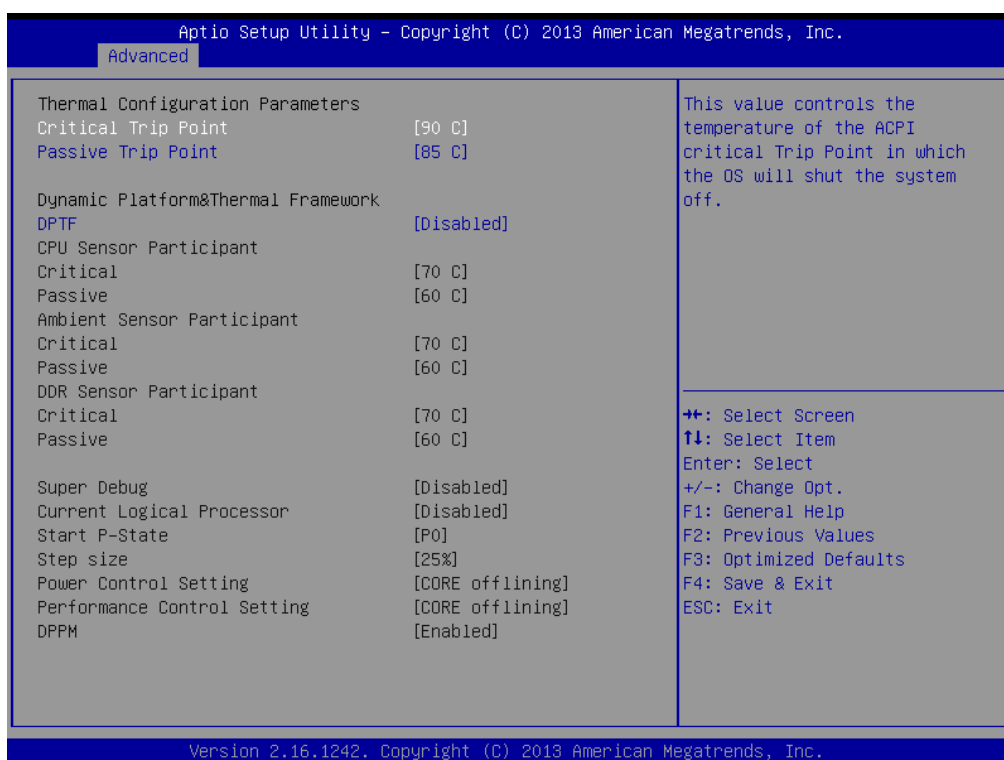 Aptio Setup Utility – Copyright (C) 2013 American Megatrends, Inc.
Advanced
Thermal Configuration Parameters
Critical Trip Point [90 C]
Passive Trip Point [85 C]
Dynamic Platform&Thermal Framework
DPTF [Disabled]
CPU Sensor Participant
Critical [70 C]
Passive [60 C]
Ambient Sensor Participant
Critical [70 C]
Passive [60 C]
DDR Sensor Participant
Critical [70 C]
Passive [60 C]
Super Debug [Disabled]
Current Logical Processor [Disabled]
Start P-State [P0]
Step size [25%]
Power Control Setting [CORE offlining]
Performance Control Setting [CORE offlining]
DPPM [Enabled]
This value controls the
temperature of the ACPI
critical Trip Point in which
the OS will shut the system
off.
→←: Select Screen
↑↓: Select Item
Enter: Select
+/-: Change Opt.
F1: General Help
F2: Previous Values
F3: Optimized Defaults
F4: Save & Exit
ESC: Exit
Version 2.16.1242. Copyright (C) 2013 American Megatrends, Inc.